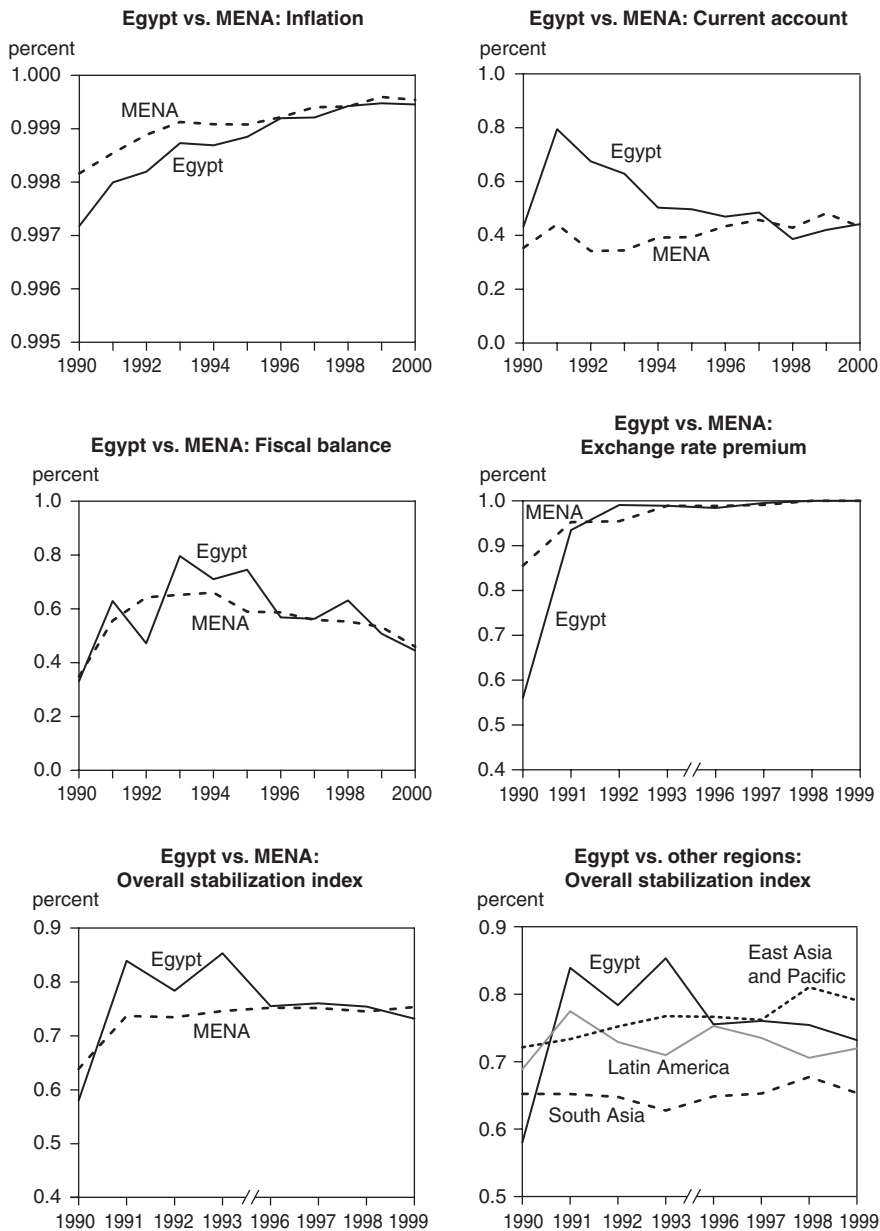 Egypt vs. MENA: Inflation
percent
1.000
0.999
0.998
0.997
0.996
0.995
MENA
Egypt
1990 1992 1994 1996 1998 2000
Egypt vs. MENA: Current account
percent
1.0
0.8
0.6
0.4
0.2
0.0
Egypt
MENA
1990 1992 1994 1996 1998 2000
Egypt vs. MENA: Fiscal balance
percent
1.0
0.8
0.6
0.4
0.2
0.0
Egypt
MENA
1990 1992 1994 1996 1998 2000
Egypt vs. MENA:
Exchange rate premium
percent
1.0
0.9
0.8
0.7
0.6
0.5
0.4
MENA
Egypt
1990 1991 1992 1993 1996 1997 1998 1999
Egypt vs. MENA:
Overall stabilization index
percent
0.9
0.8
0.7
0.6
0.5
0.4
Egypt
MENA
1990 1991 1992 1993 1996 1997 1998 1999
Egypt vs. other regions:
Overall stabilization index
percent
0.9
0.8
0.7
0.6
0.5
Egypt
East Asia
and Pacific
Latin America
South Asia
1990 1991 1992 1993 1996 1997 1998 1999